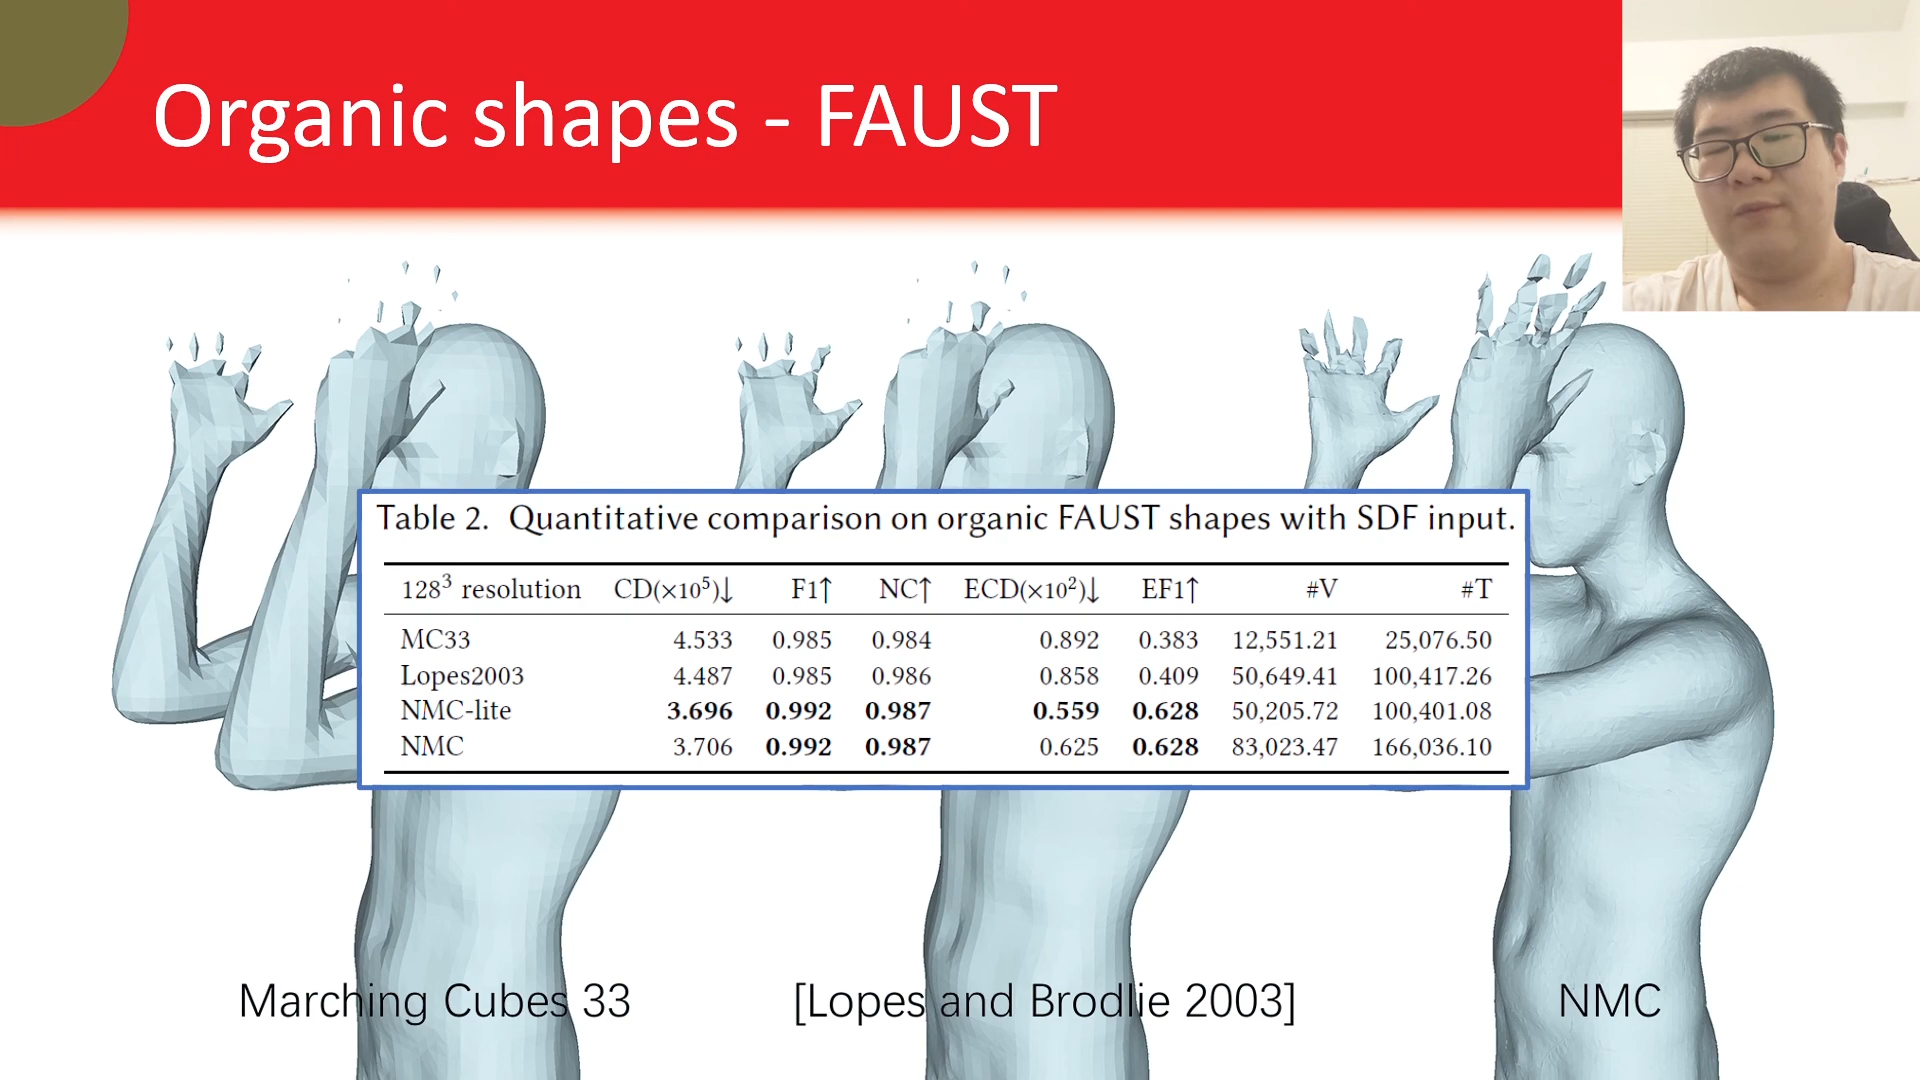 Organic shapes - FAUST
Table 2. Quantitative comparison on organic FAUST shapes with SDF input.
128³ resolution CD(×10⁵)↓ F1↑ NC↑ ECD(×10²)↓ EF1↑ #V #T
MC33 4.533 0.985 0.984 0.892 0.383 12,551.21 25,076.50
Lopes2003 4.487 0.985 0.986 0.858 0.409 50,649.41 100,417.26
NMC-lite 3.696 0.992 0.987 0.559 0.628 50,205.72 100,401.08
NMC 3.706 0.992 0.987 0.625 0.628 83,023.47 166,036.10
Marching Cubes 33 [Lopes and Brodlie 2003] NMC